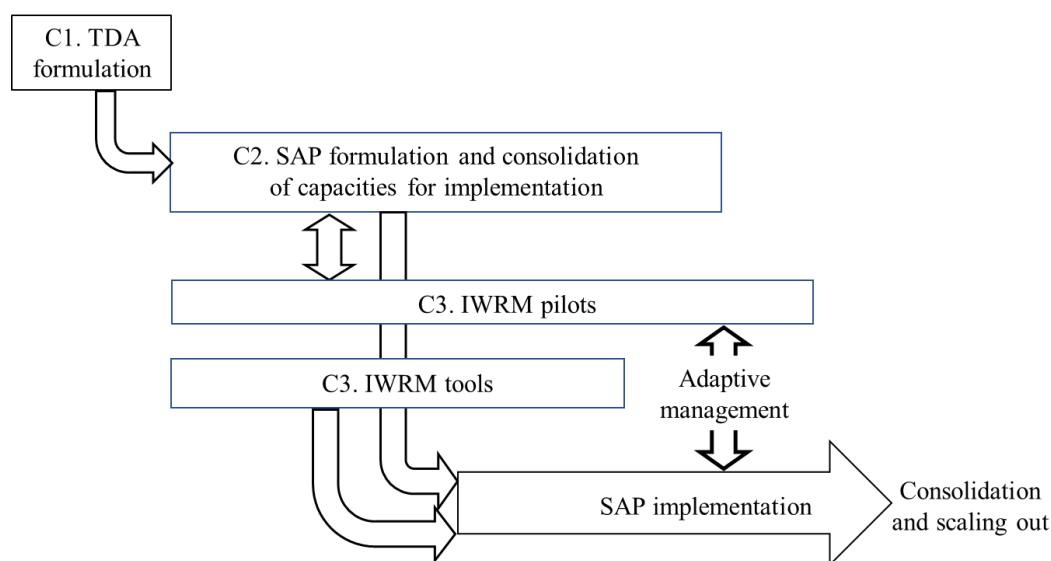 C1. TDA
formulation
C2. SAP formulation and consolidation
of capacities for implementation
C3. IWRM pilots
C3. IWRM tools
Adaptive
management
SAP implementation
Consolidation
and scaling out